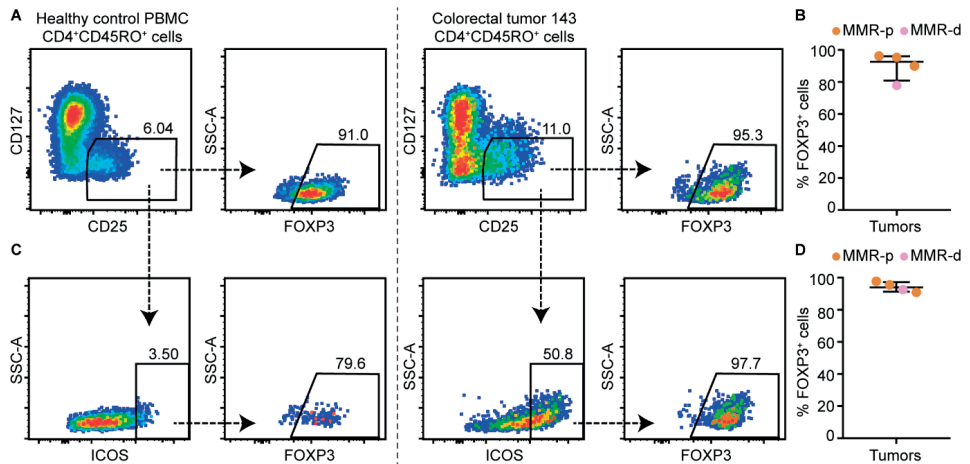 A
Healthy control PBMC
CD4⁺CD45RO⁺ cells
Colorectal tumor 143
CD4⁺CD45RO⁺ cells
B
MMR-p MMR-d
CD127
6.04
CD25
SSC-A
91.0
FOXP3
CD127
11.0
CD25
SSC-A
95.3
FOXP3
% FOXP3⁺ cells
100
80
60
40
20
0
Tumors
C
SSC-A
3.50
ICOS
SSC-A
79.6
FOXP3
SSC-A
50.8
ICOS
SSC-A
97.7
FOXP3
D
MMR-p MMR-d
% FOXP3⁺ cells
100
80
60
40
20
0
Tumors